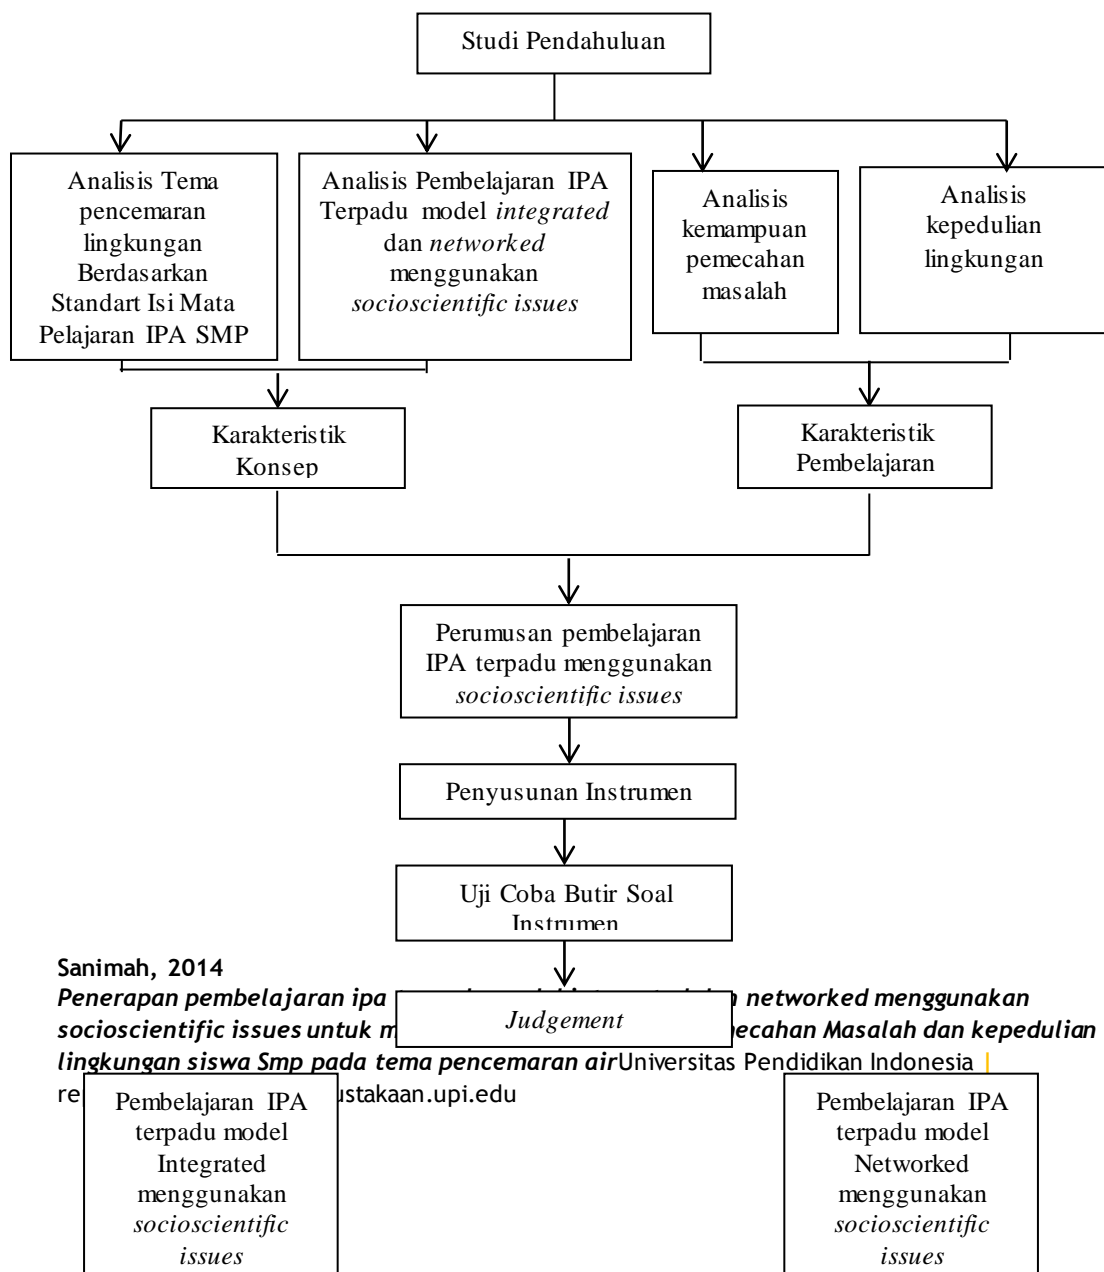 Studi Pendahuluan
Analisis Tema
pencemaran
lingkungan
Berdasarkan
Standart Isi Mata
Pelajaran IPA SMP
Analisis Pembelajaran IPA
Terpadu model integrated
dan networked
menggunakan
socioscientific issues
Analisis
kemampuan
pemecahan
masalah
Analisis
kepedulian
lingkungan
Karakteristik
Konsep
Karakteristik
Pembelajaran
Perumusan pembelajaran
IPA terpadu menggunakan
socioscientific issues
Penyusunan Instrumen
Uji Coba Butir Soal
Instrumen
Sanimah, 2014
Penerapan pembelajaran ipa networked menggunakan
socioscientific issues untuk Masalah dan kepedulian
lingkungan siswa Smp pada tema pencemaran airUniversitas Pendidikan Indonesia |
.upi.edu
Judgement
Pembelajaran IPA
terpadu model
Integrated
menggunakan
socioscientific
issues
Pembelajaran IPA
terpadu model
Networked
menggunakan
socioscientific
issues